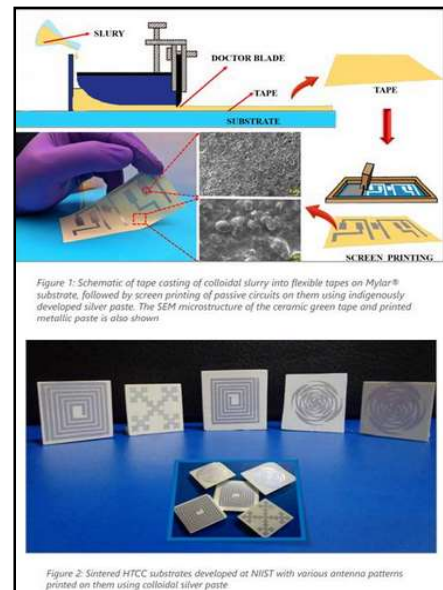 SLURY
DOCTOR BLADE
TAPE
SUBSTRATE
TAPE
SCREEN PRINTING
Figure 1: Schematic of tape casting of colloidal slurry into flexible tapes on Mylar®
substrate, followed by screen printing of passive circuits on them using indigenously
developed silver paste. The SEM microstructure of the ceramic green tape and printed
metallic paste is also shown
Figure 2: Sintered HTCC substrates developed at NIIST with various antenna patterns
printed on them using colloidal silver paste